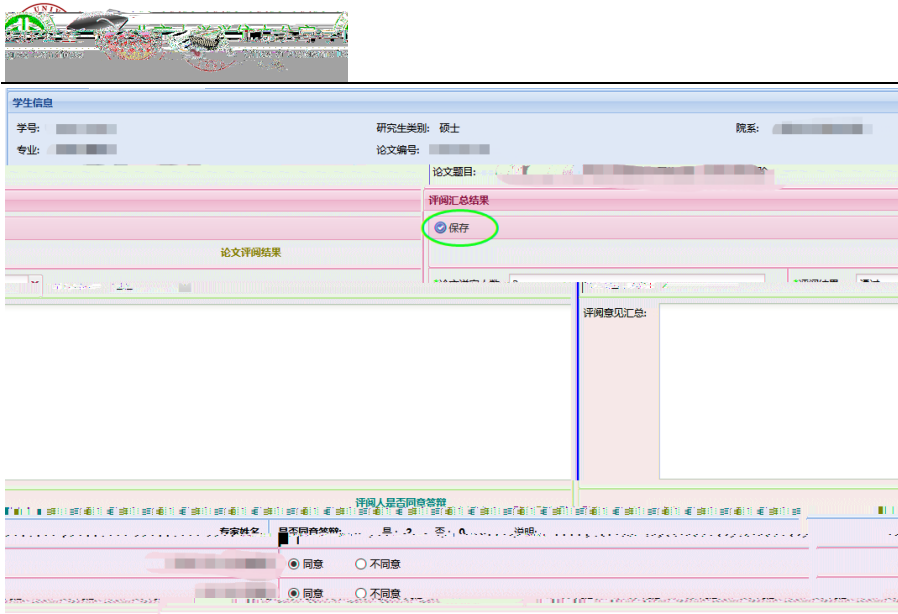 学生信息
学号: 研究生类别: 硕士 院系:
专业: 论文编号:
论文题目:
评阅汇总结果
保存
论文评阅结果
评阅意见汇总:
评阅人是否同意答辩
专家姓名 是否同意答辩: 是: 2 否: 0 说明:
同意 不同意
同意 不同意